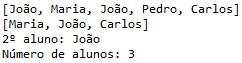 [João, Maria, João, Pedro, Carlos]
[Maria, João, Carlos]
2º aluno: João
Número de alunos: 3